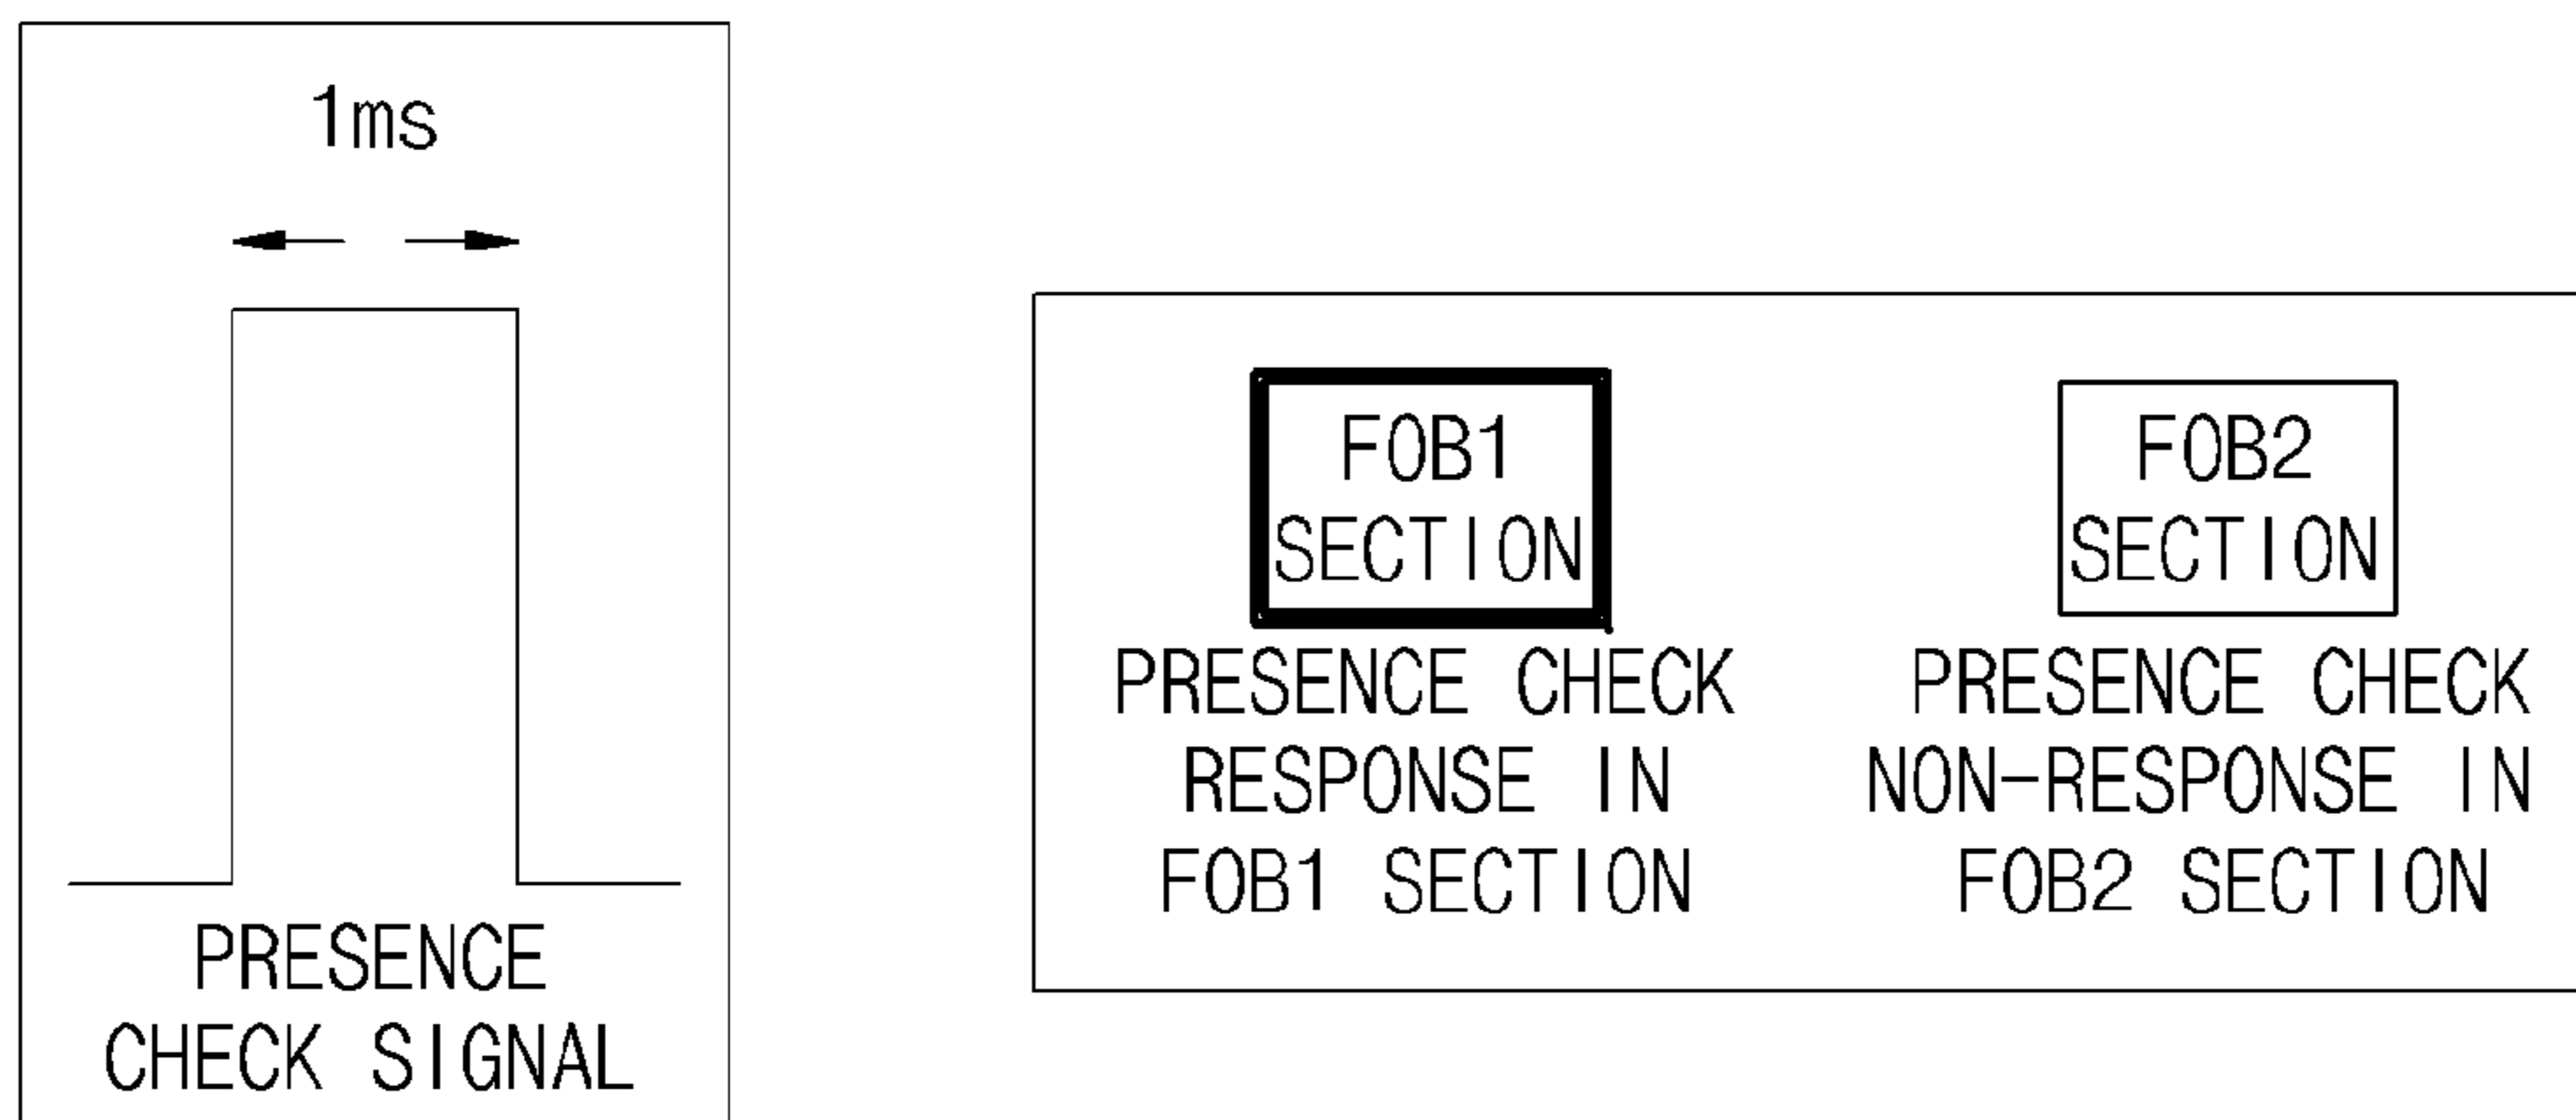 1ms
PRESENCE
CHECK SIGNAL
FOB1
SECTION
PRESENCE CHECK
RESPONSE IN
FOB1 SECTION
FOB2
SECTION
PRESENCE CHECK
NON-RESPONSE IN
FOB2 SECTION